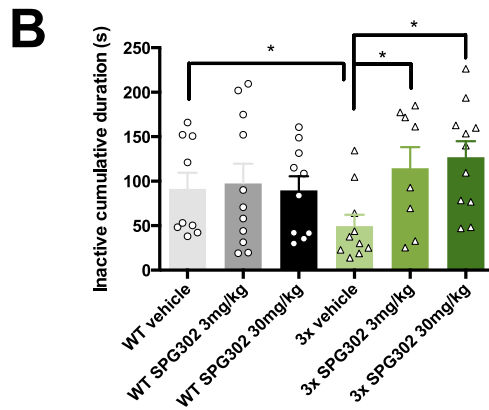 B
Inactive cumulative duration (s)
250
200
150
100
50
0
*
*
*
WT vehicle
WT SPG302 3mg/kg
WT SPG302 30mg/kg
3x vehicle
3x SPG302 3mg/kg
3x SPG302 30mg/kg